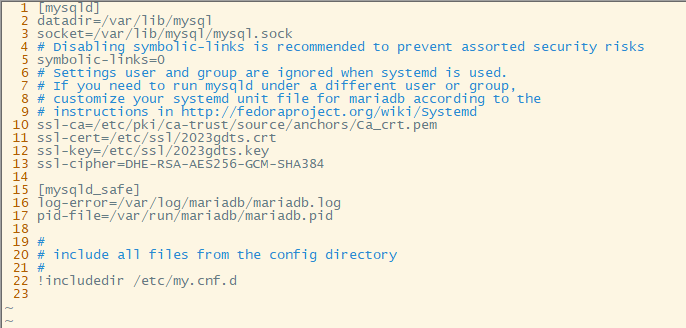 1 [mysqld]
2 datadir=/var/lib/mysql
3 socket=/var/lib/mysql/mysql.sock
4 # Disabling symbolic-links is recommended to prevent assorted security risks
5 symbolic-links=0
6 # Settings user and group are ignored when systemd is used.
7 # If you need to run mysqld under a different user or group,
8 # customize your systemd unit file for mariadb according to the
9 # instructions in http://fedoraproject.org/wiki/Systemd
10 ssl-ca=/etc/pki/ca-trust/source/anchors/Ca_crt.pem
11 ssl-cert=/etc/ssl/2023gdts.crt
12 ssl-key=/etc/ssl/2023gdts.key
13 ssl-cipher=DHE-RSA-AES256-GCM-SHA384
14
15 [mysqld_safe]
16 log-error=/var/log/mariadb/mariadb.log
17 pid-file=/var/run/mariadb/mariadb.pid
18
19 #
20 # include all files from the config directory
21 #
22 !includedir /etc/my.cnf.d
23
~
~